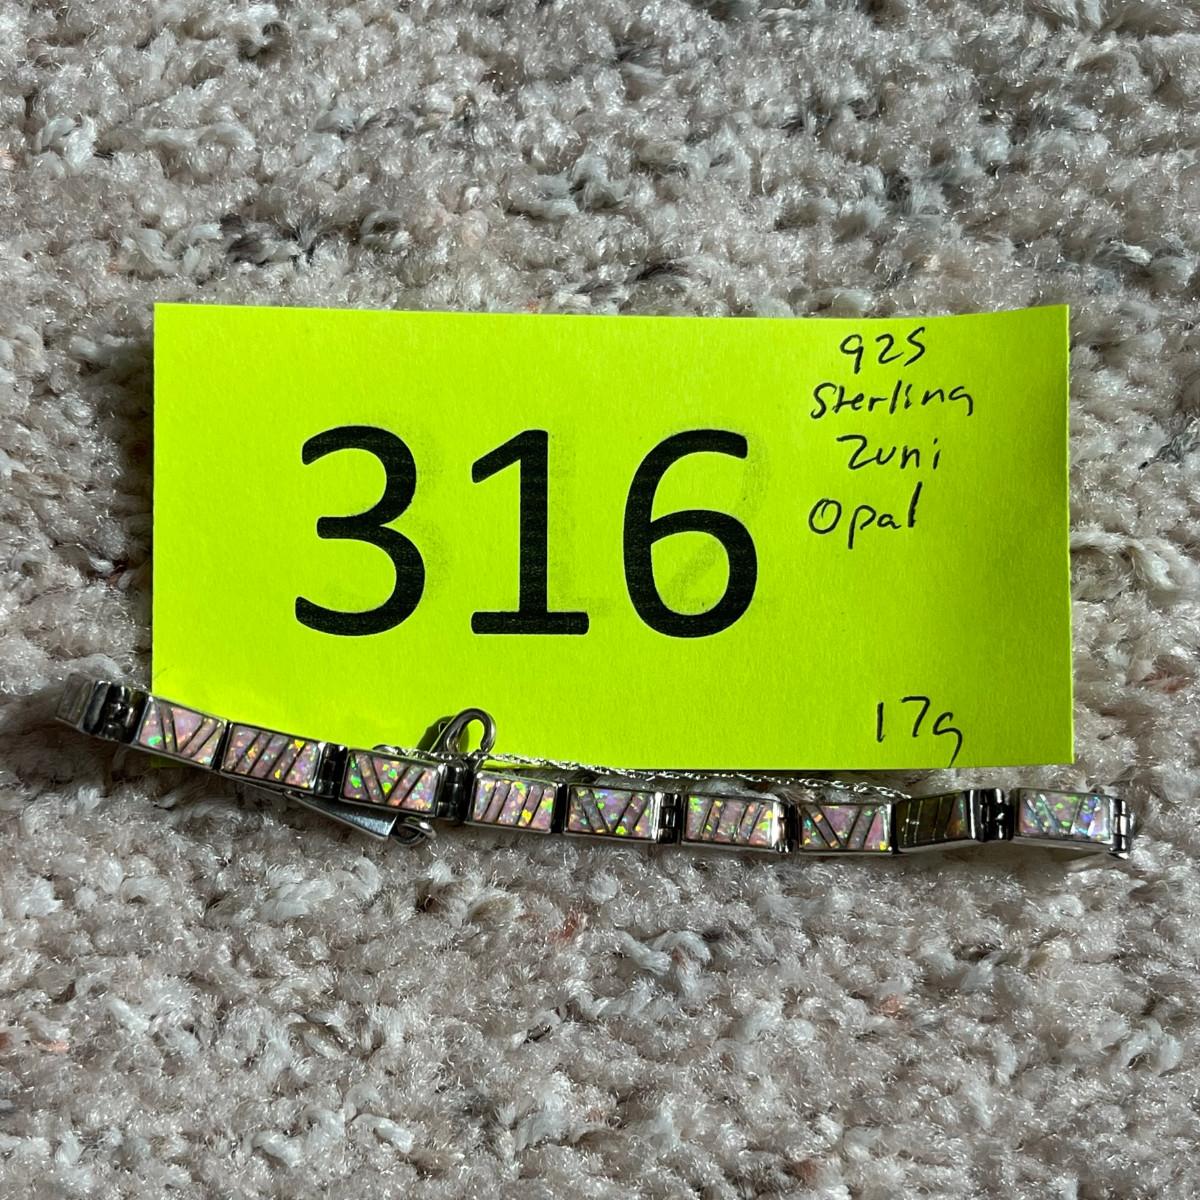 316
925
Sterling
Zuni
Opal
17g